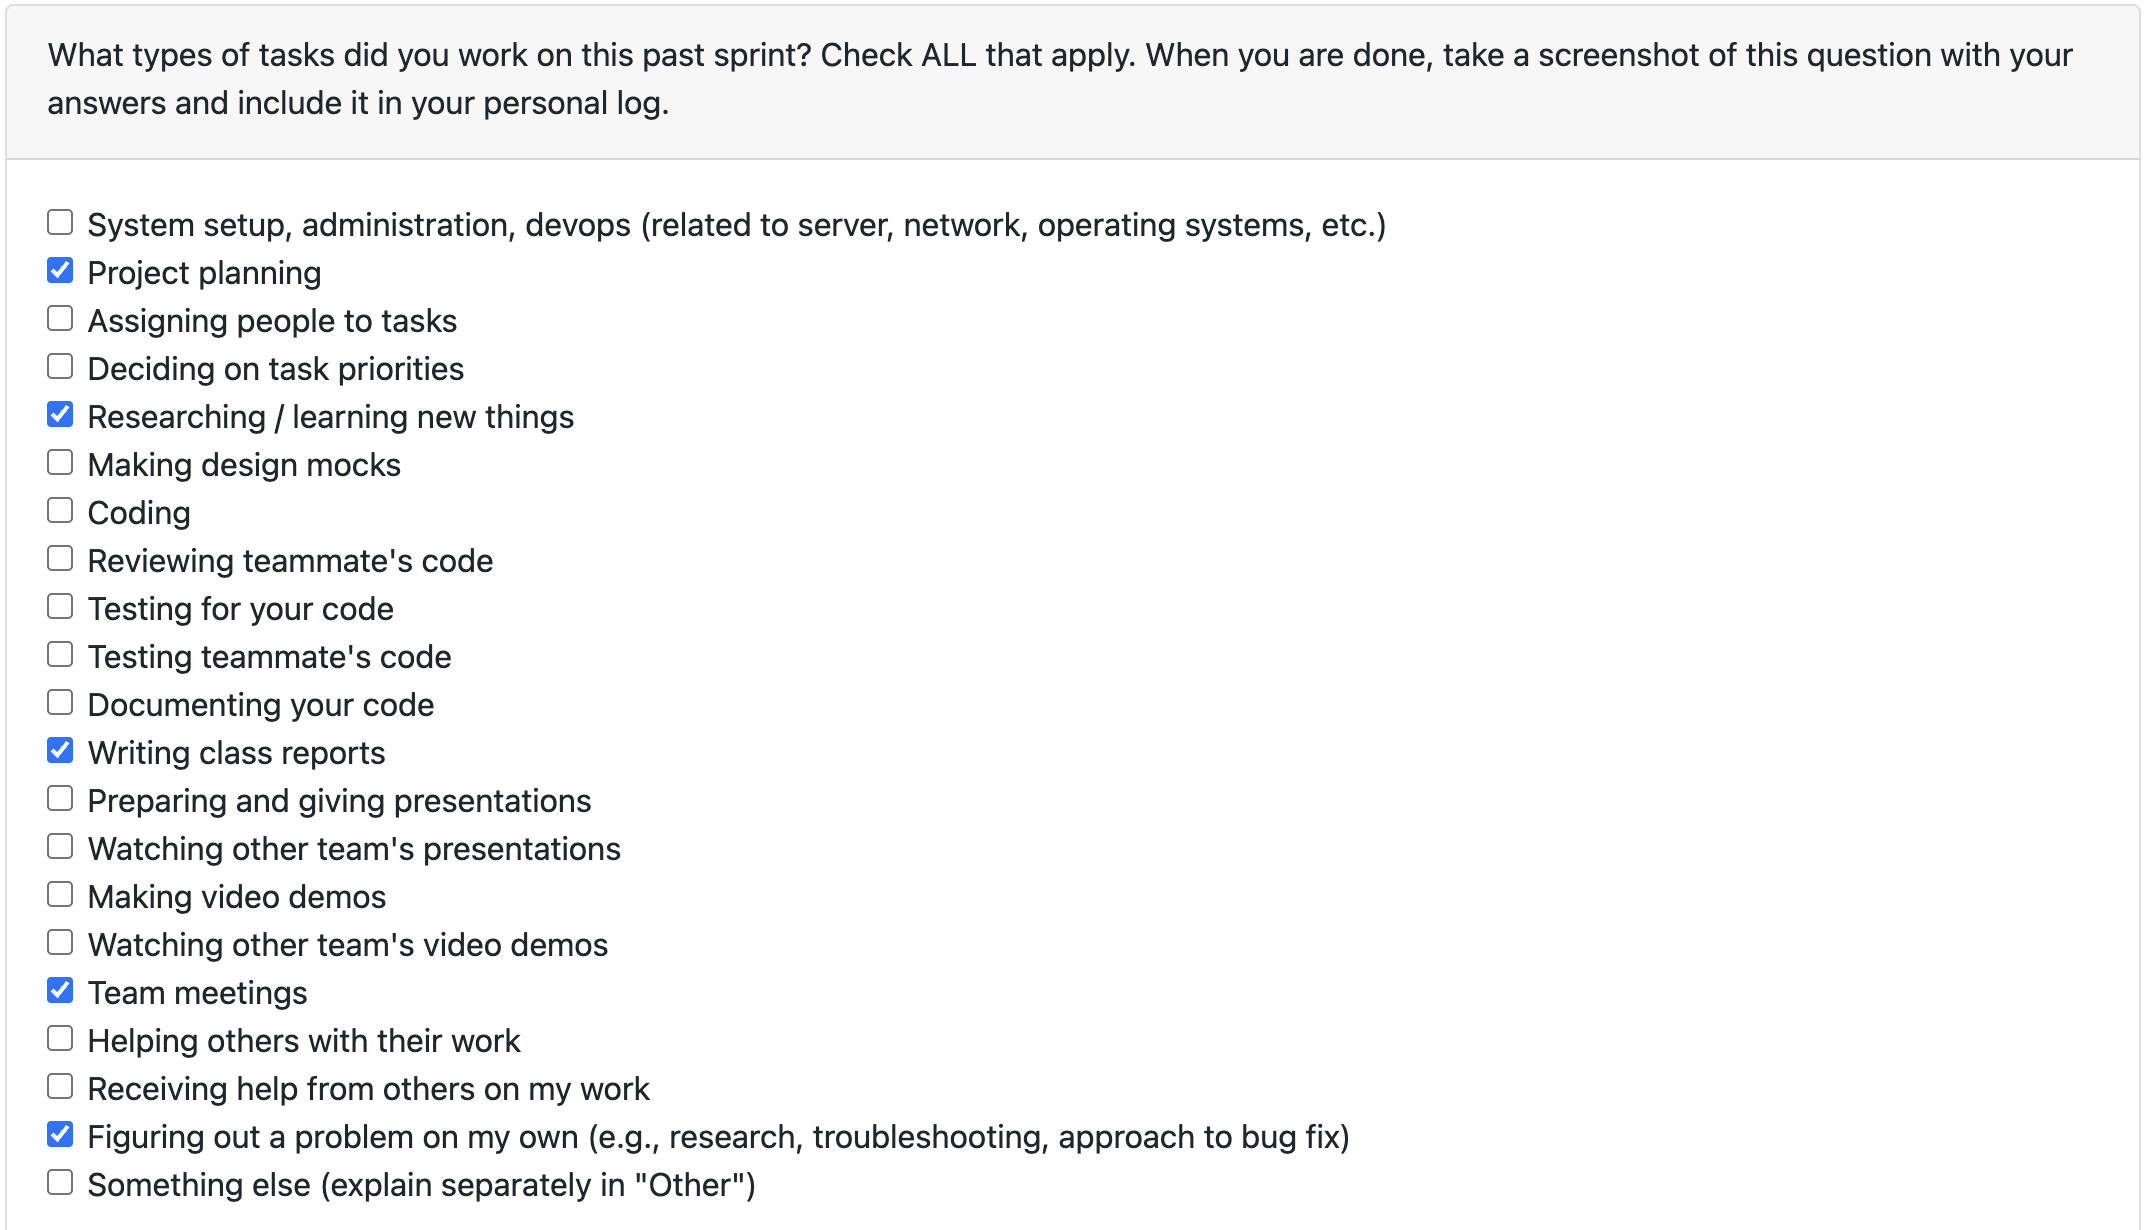 What types of tasks did you work on this past sprint? Check ALL that apply. When you are done, take a screenshot of this question with your
answers and include it in your personal log.
System setup, administration, devops (related to server, network, operating systems, etc.)
Project planning
Assigning people to tasks
Deciding on task priorities
Researching / learning new things
Making design mocks
Coding
Reviewing teammate's code
Testing for your code
Testing teammate's code
Documenting your code
Writing class reports
Preparing and giving presentations
Watching other team's presentations
Making video demos
Watching other team's video demos
Team meetings
Helping others with their work
Receiving help from others on my work
Figuring out a problem on my own (e.g., research, troubleshooting, approach to bug fix)
Something else (explain separately in "Other")